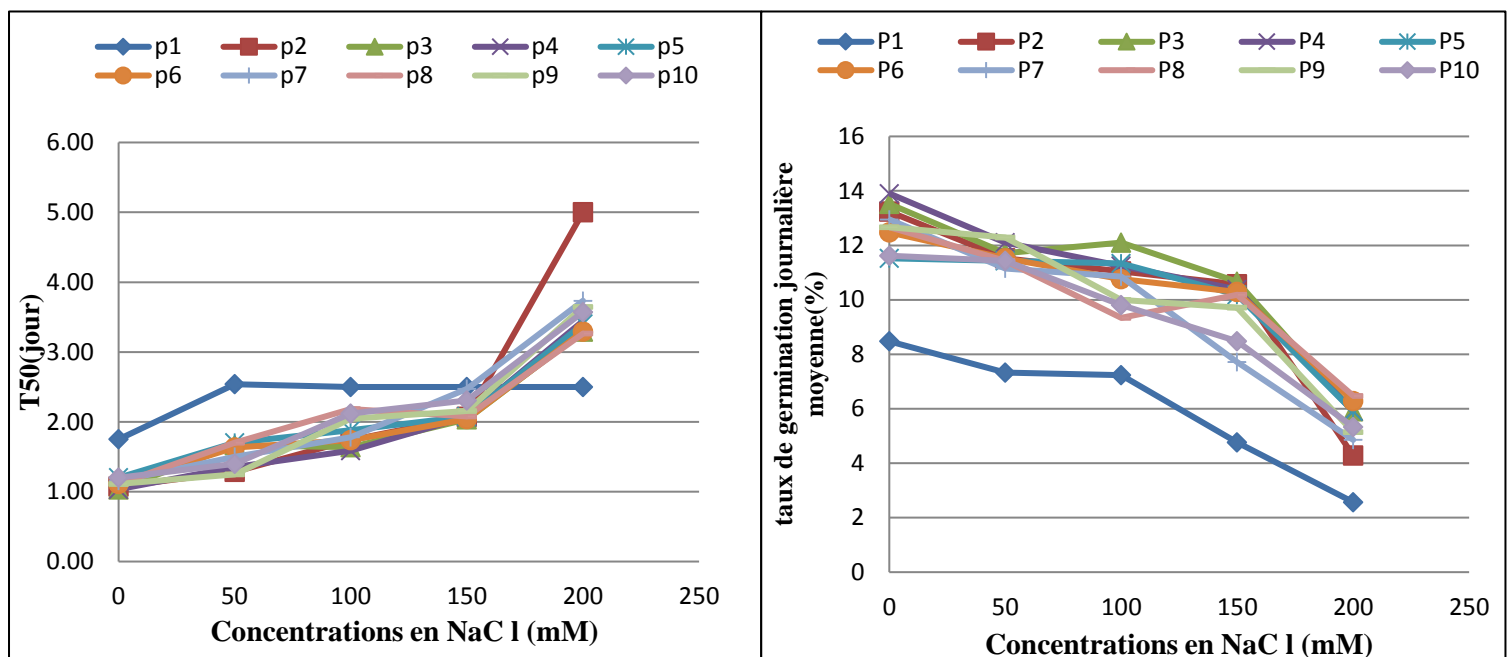 p1 p2 p3 p4 p5
p6 p7 p8 p9 p10
6.00
5.00
4.00
3.00
2.00
1.00
0.00
T50(jour)
0 50 100 150 200 250
Concentrations en NaC l (mM)
P1 P2 P3 P4 P5
P6 P7 P8 P9 P10
16
14
12
10
8
6
4
2
0
taux de germination journalière
moyenne(%)
0 50 100 150 200 250
Concentrations en NaC l (mM)